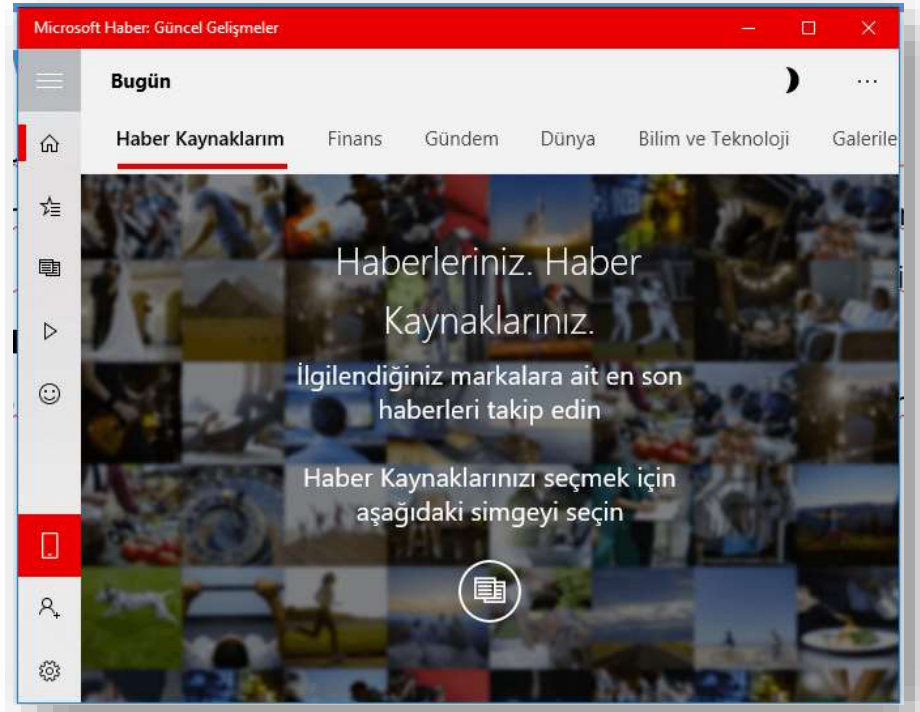 Microsoft Haber: Güncel Gelişmeler
Bugün
Haber Kaynaklarım Finans Gündem Dünya Bilim ve Teknoloji Galerile
Haberleriniz. Haber
Kaynaklarınız.
İlgilendiğiniz markalara ait en son
haberleri takip edin
Haber Kaynaklarınızı seçmek için
aşağıdaki simgeyi seçin